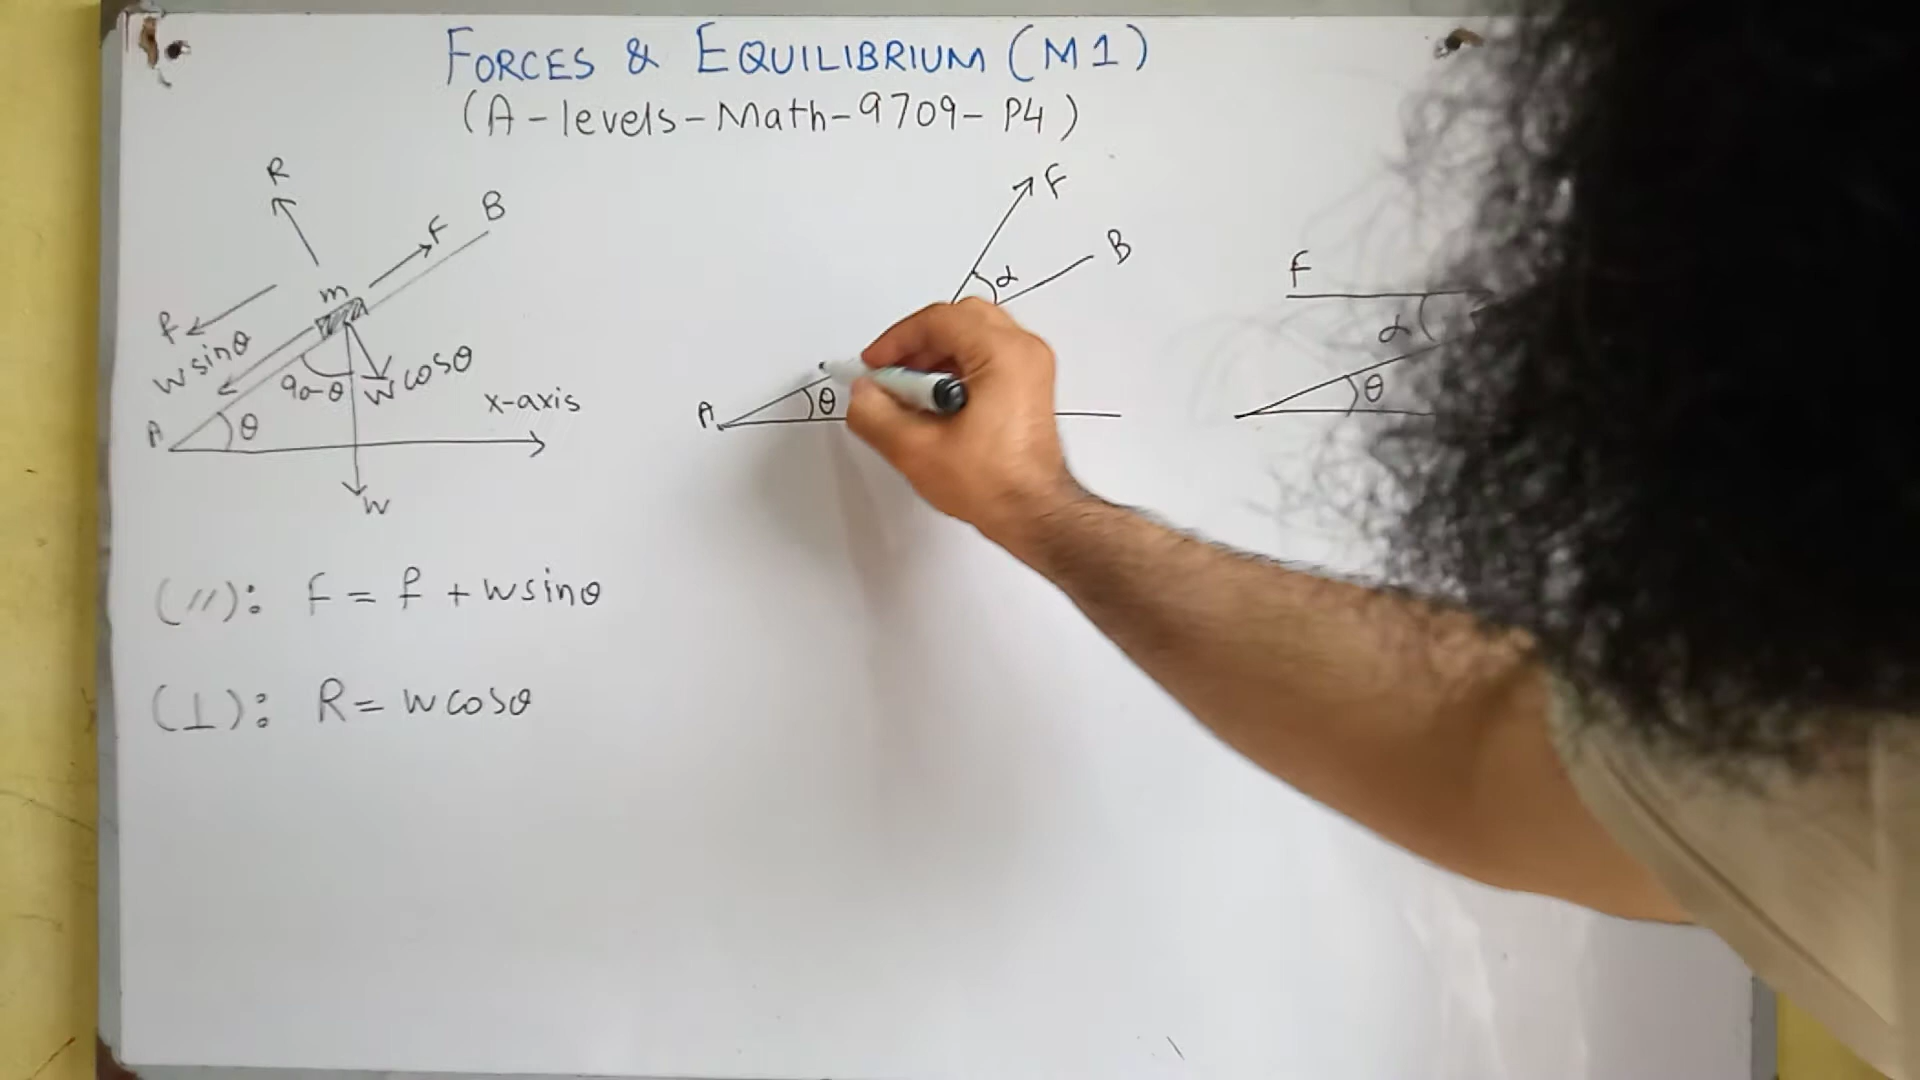 FORCES & EQUILIBRIUM (M1)
(A-levels-Math-9709-P4)
R
F
B
m
f
wsinθ
90-θ
wcosθ
A
θ
x-axis
w
(//): F = f + wsinθ
(⊥): R = wcosθ
F
B
α
A
θ
F
α
θ